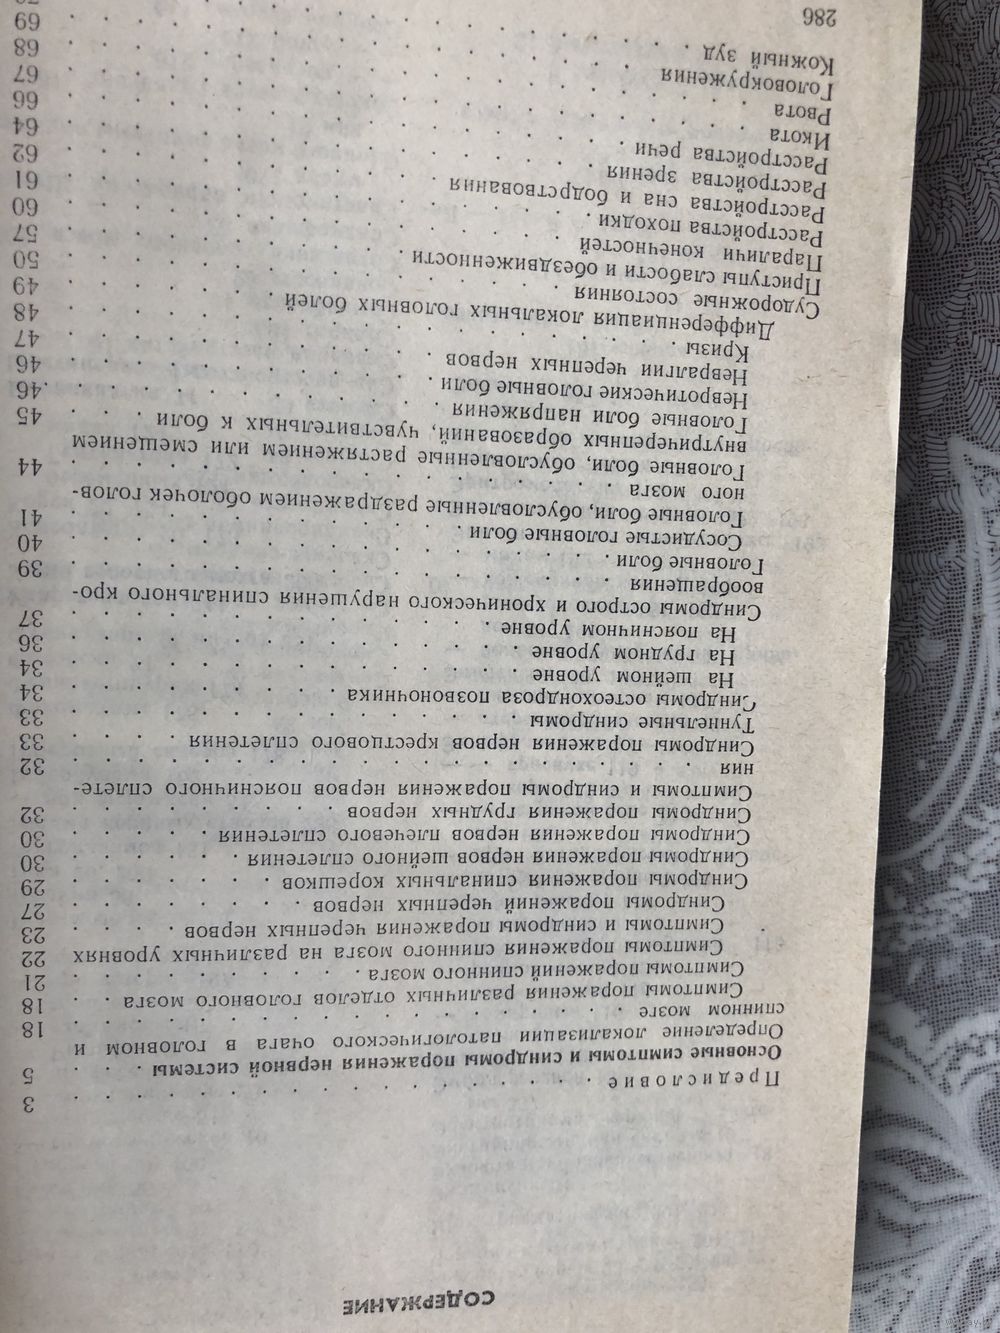 СОДЕРЖАНИЕ
Предисловие . . . . . . . . . . . . . . . . 3
Основные симптомы и синдромы поражения нервной системы . . . 5
Определение локализации патологического очага в головном и
спинном мозге . . . . . . . . . . . . . . . . 18
Симптомы поражения различных отделов головного мозга . . . 18
Симптомы поражений спинного мозга . . . . . . . . . . 21
Симптомы поражения спинного мозга на различных уровнях 22
Симптомы и синдромы поражения черепных нервов . . . . 23
Синдромы поражений черепных нервов . . . . . . . . 27
Синдромы поражения спинальных корешков . . . . . . . 29
Синдромы поражения нервов шейного сплетения . . . . . . 30
Синдромы поражения нервов плечевого сплетения . . . . . 30
Синдромы поражения грудных нервов . . . . . . . . . 32
Симптомы и синдромы поражения нервов поясничного сплете-
ния . . . . . . . . . . . . . . . . . . . 32
Синдромы поражения нервов крестцового сплетения . . . . 33
Туннельные синдромы . . . . . . . . . . . . . . 33
Синдромы остеохондроза позвоночника . . . . . . . . . 34
На шейном уровне . . . . . . . . . . . . . . 34
На грудном уровне . . . . . . . . . . . . . . 36
На поясничном уровне . . . . . . . . . . . . . 37
Синдромы острого и хронического нарушения спинального кро-
вообращения . . . . . . . . . . . . . . . . 39
Головные боли . . . . . . . . . . . . . . . . 40
Сосудистые головные боли . . . . . . . . . . . . 41
Головные боли, обусловленные раздражением оболочек голов-
ного мозга . . . . . . . . . . . . . . . . 44
Головные боли, обусловленные растяжением или смещением
внутричерепных образований, чувствительных к боли . . . 45
Головные боли напряжения . . . . . . . . . . . . .46
Невротические головные боли . . . . . . . . . . . 46
Невралгии черепных нервов . . . . . . . . . . . . 47
Кризы . . . . . . . . . . . . . . . . . . 48
Дифференциация локальных головных болей . . . . . . . 49
Судорожные состояния . . . . . . . . . . . . . . 50
Приступы слабости и обездвиженности . . . . . . . . . 57
Параличи конечностей . . . . . . . . . . . . . . 60
Расстройства походки . . . . . . . . . . . . . . 61
Расстройства сна и бодрствования . . . . . . . . . . . 62
Расстройства зрения . . . . . . . . . . . . . . 64
Расстройства речи . . . . . . . . . . . . . . . 66
Икота . . . . . . . . . . . . . . . . . . 67
Рвота . . . . . . . . . . . . . . . . . . 68
Головокружения . . . . . . . . . . . . . . . 69
Кожный зуд . . . . . . . . . . . . . . . .
286